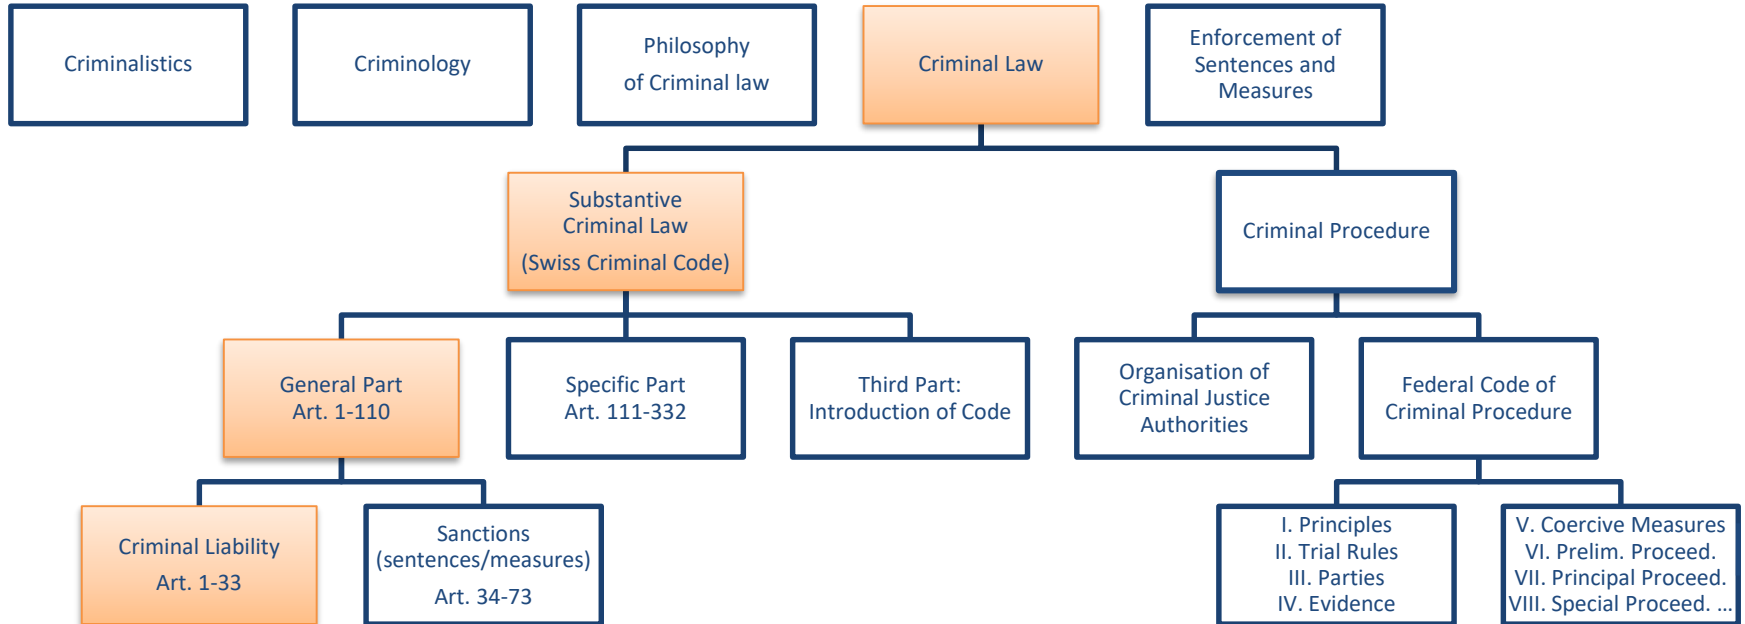 Criminalistics
Criminology
Philosophy
of Criminal law
Criminal Law
Enforcement of
Sentences and
Measures
Substantive
Criminal Law
(Swiss Criminal Code)
Criminal Procedure
General Part
Art. 1-110
Specific Part
Art. 111-332
Third Part:
Introduction of Code
Organisation of
Criminal Justice
Authorities
Federal Code of
Criminal Procedure
Criminal Liability
Art. 1-33
Sanctions
(sentences/measures)
Art. 34-73
I. Principles
II. Trial Rules
III. Parties
IV. Evidence
V. Coercive Measures
VI. Prelim. Proceed.
VII. Principal Proceed.
VIII. Special Proceed. ...